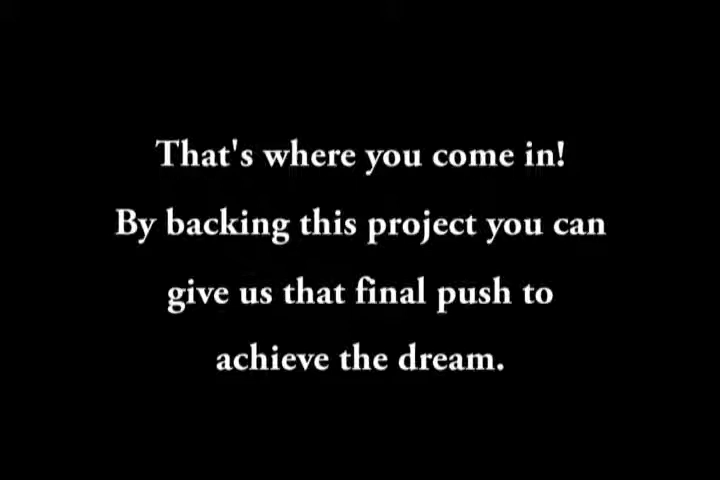 That's where you come in!
By backing this project you can
give us that final push to
achieve the dream.